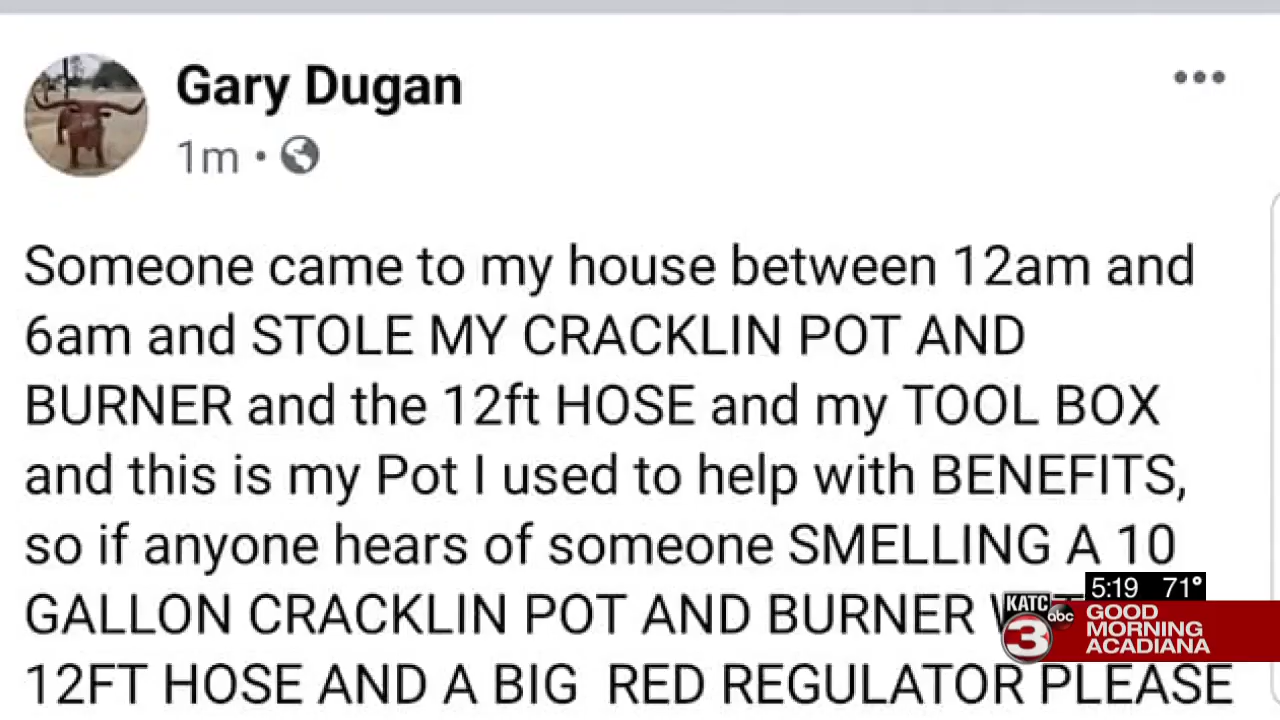 Gary Dugan
1m
Someone came to my house between 12am and
6am and STOLE MY CRACKLIN POT AND
BURNER and the 12ft HOSE and my TOOL BOX
and this is my Pot I used to help with BENEFITS,
so if anyone hears of someone SMELLING A 10
GALLON CRACKLIN POT AND BURNER
12FT HOSE AND A BIG RED REGULATOR PLEASE
5:19 71°
KATC abc
3
GOOD
MORNING
ACADIANA